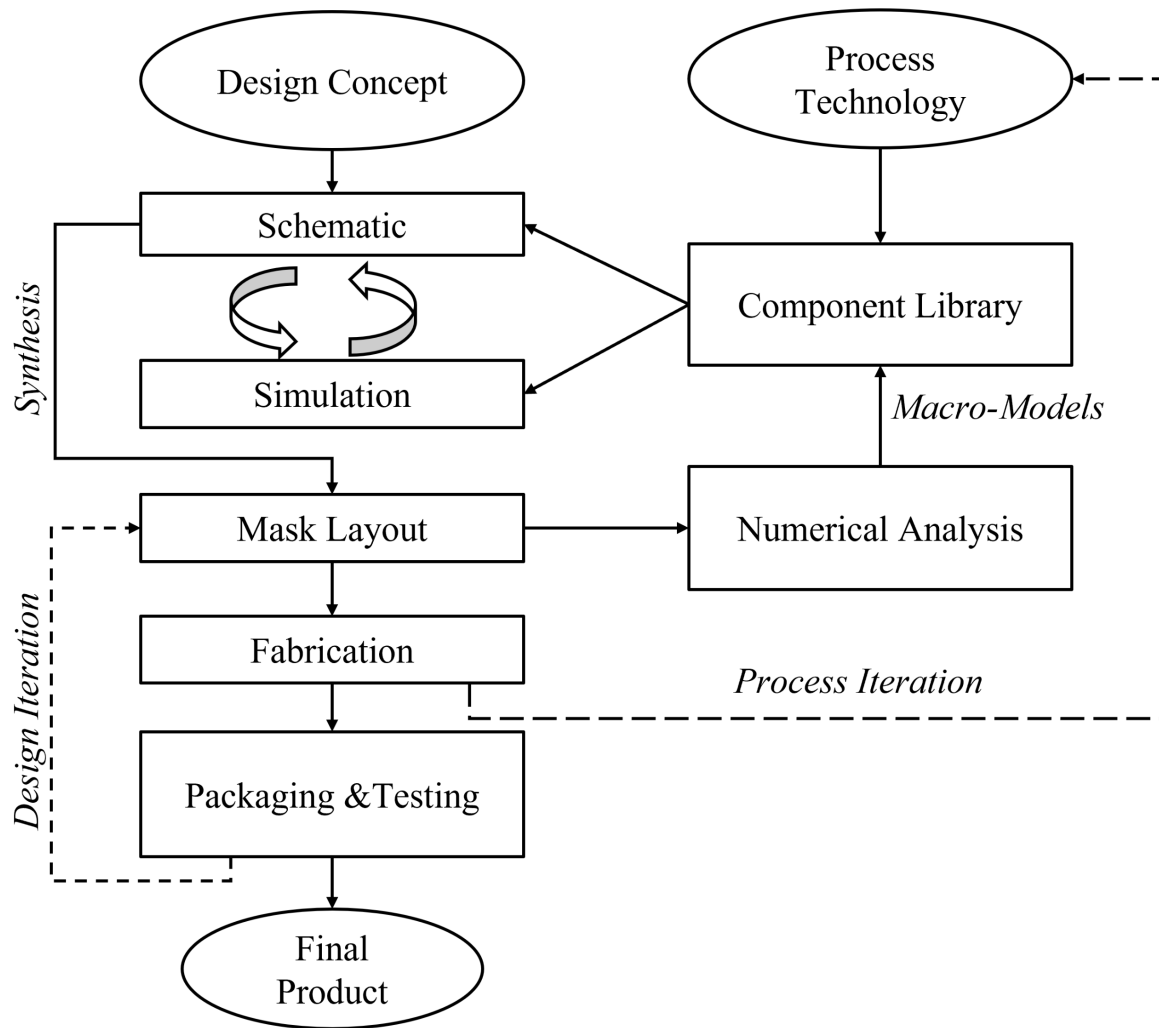 Design Concept
Process
Technology
Schematic
Component Library
Synthesis
Simulation
Macro-Models
Mask Layout
Numerical Analysis
Fabrication
Design Iteration
Process Iteration
Packaging &Testing
Final
Product